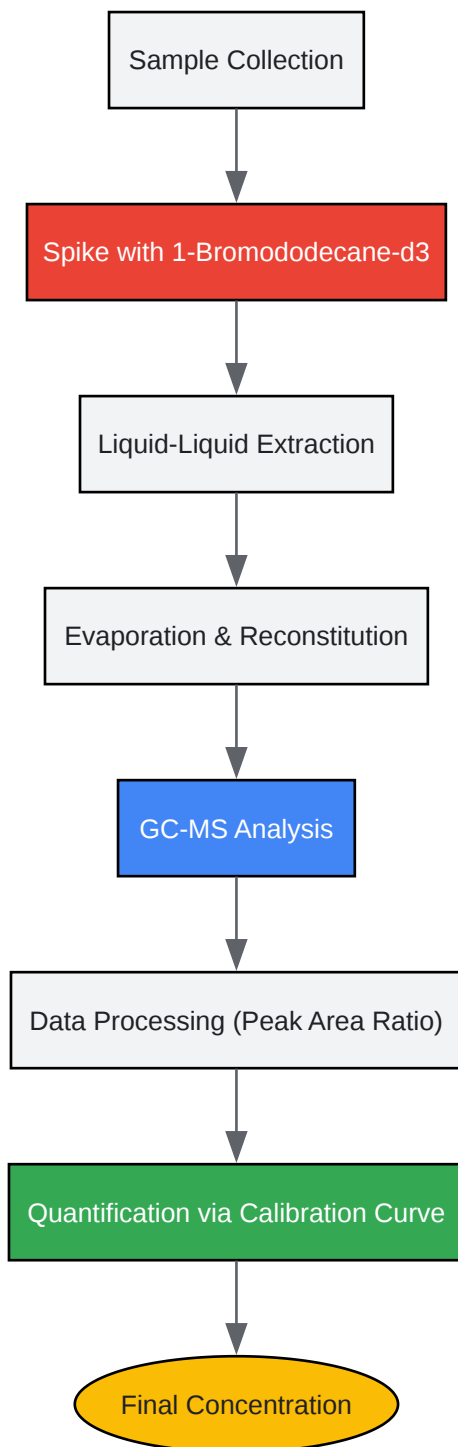 Sample Collection
Spike with 1-Bromododecane-d3
Liquid-Liquid Extraction
Evaporation & Reconstitution
GC-MS Analysis
Data Processing (Peak Area Ratio)
Quantification via Calibration Curve
Final Concentration